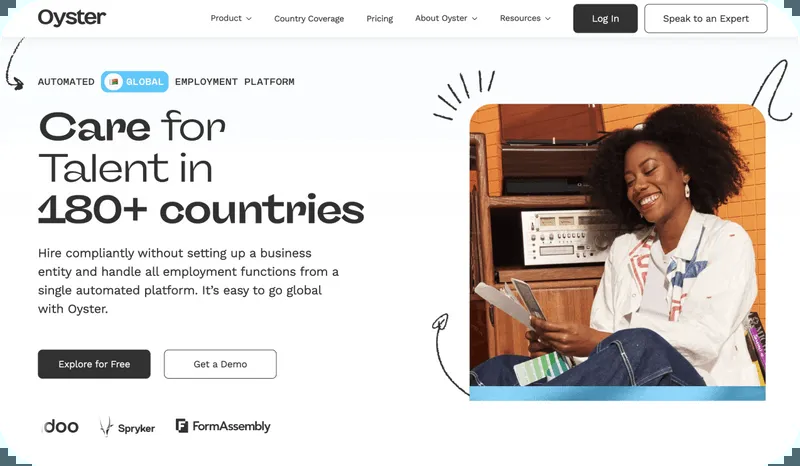 Oyster
Product
Country Coverage
Pricing
About Oyster
Resources
Log In
Speak to an Expert
AUTOMATED GLOBAL EMPLOYMENT PLATFORM
Care for
Talent in
180+ countries
Hire compliantly without setting up a business
entity and handle all employment functions from a
single automated platform. It's easy to go global
with Oyster.
Explore for Free
Get a Demo
doo
Spryker
FormAssembly